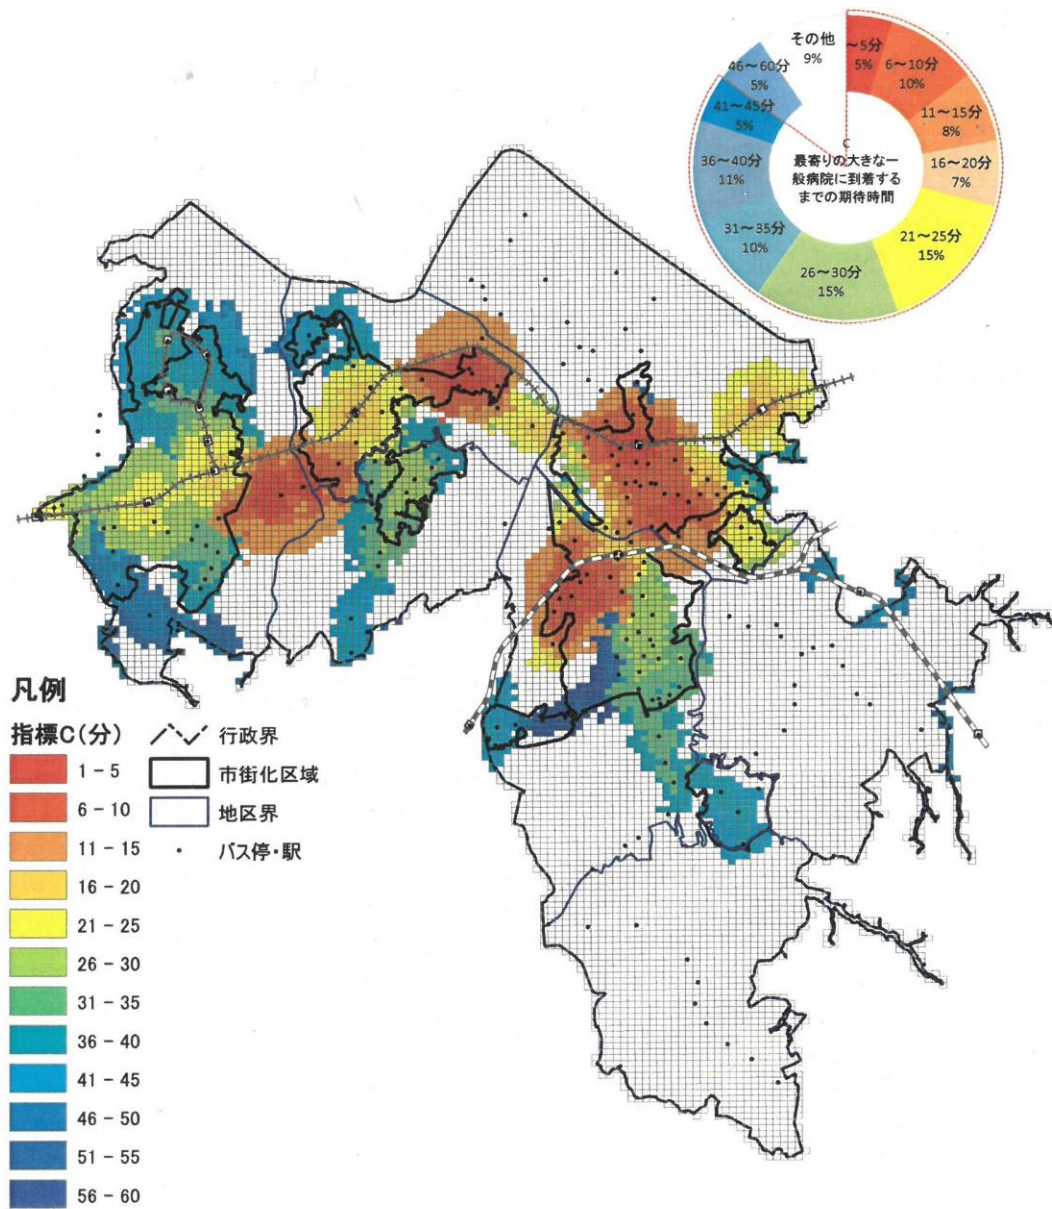 その他
9%
～5分
5%
6～10分
10%
11～15分
8%
16～20分
7%
21～25分
15%
26～30分
15%
31～35分
10%
36～40分
11%
41～45分
5%
46～60分
5%
C
最寄りの大きな一
般病院に到着する
までの期待時間
凡例
指標C(分)
1 - 5
6 - 10
11 - 15
16 - 20
21 - 25
26 - 30
31 - 35
36 - 40
41 - 45
46 - 50
51 - 55
56 - 60
行政界
市街化区域
地区界
バス停・駅